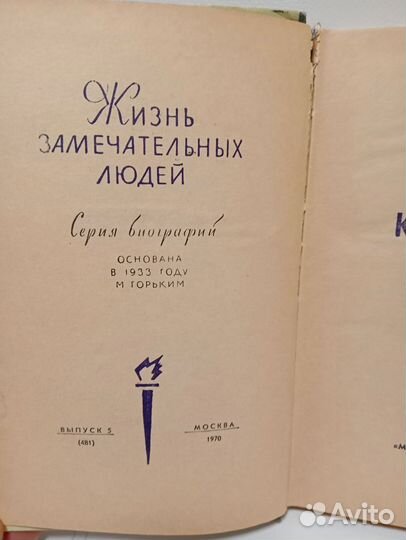 Жизнь
ЗАМЕЧАТЕЛЬНЫХ
ЛЮДЕЙ
Серия биографий
ОСНОВАНА
В 1933 ГОДУ
М ГОРЬКИМ
ВЫПУСК 5
(481)
МОСКВА
1970
К
«М
Avito